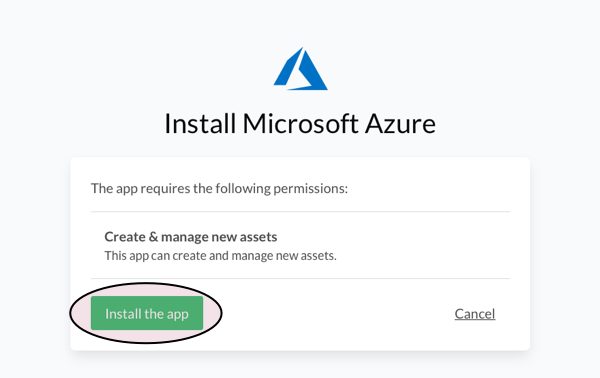 Install Microsoft Azure
The app requires the following permissions:
Create & manage new assets
This app can create and manage new assets.
Install the app
Cancel